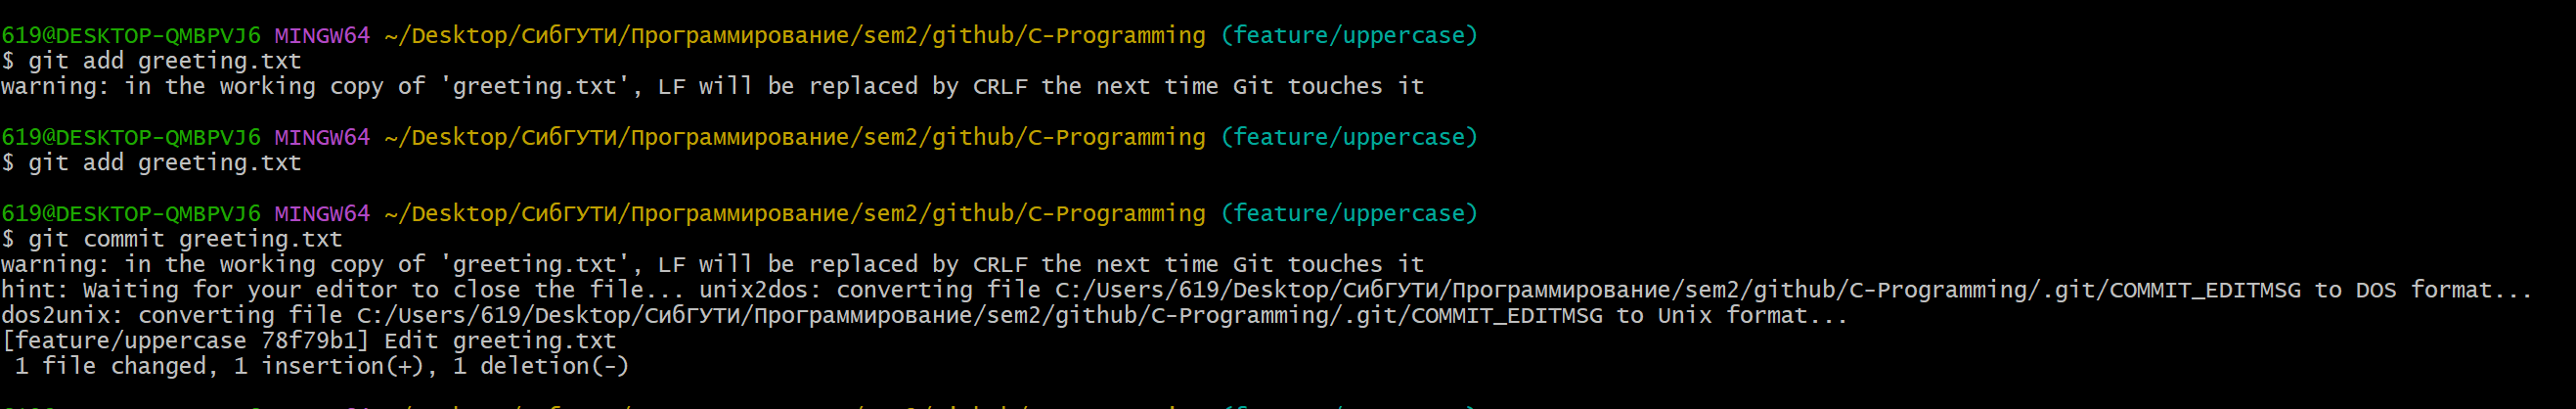 619@DESKTOP-QMBPVJ6 MINGW64 ~/Desktop/СибГУТИ/Программирование/sem2/github/C-Programming (feature/uppercase)
$ git add greeting.txt
warning: in the working copy of 'greeting.txt', LF will be replaced by CRLF the next time Git touches it
619@DESKTOP-QMBPVJ6 MINGW64 ~/Desktop/СибГУТИ/Программирование/sem2/github/C-Programming (feature/uppercase)
$ git add greeting.txt
619@DESKTOP-QMBPVJ6 MINGW64 ~/Desktop/СибГУТИ/Программирование/sem2/github/C-Programming (feature/uppercase)
$ git commit greeting.txt
warning: in the working copy of 'greeting.txt', LF will be replaced by CRLF the next time Git touches it
hint: Waiting for your editor to close the file... unix2dos: converting file C:/Users/619/Desktop/СибГУТИ/Программирование/sem2/github/C-Programming/.git/COMMIT_EDITMSG to DOS format...
dos2unix: converting file C:/Users/619/Desktop/СибГУТИ/Программирование/sem2/github/C-Programming/.git/COMMIT_EDITMSG to Unix format...
[feature/uppercase 78f79b1] Edit greeting.txt
 1 file changed, 1 insertion(+), 1 deletion(-)